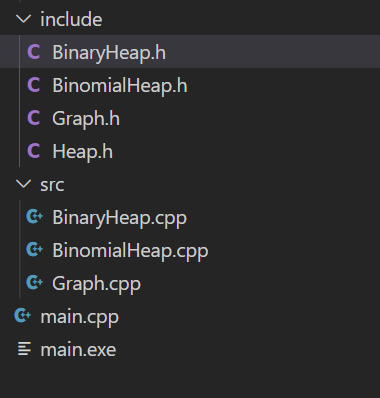 include
BinaryHeap.h
BinomialHeap.h
Graph.h
Heap.h
src
BinaryHeap.cpp
BinomialHeap.cpp
Graph.cpp
main.cpp
main.exe